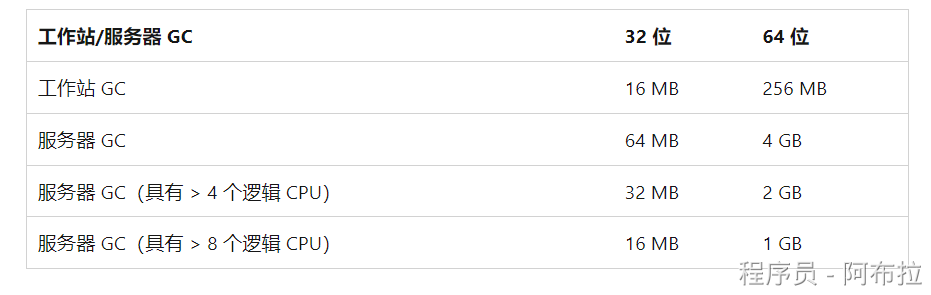 工作站/服务器 GC 32 位 64 位
工作站 GC 16 MB 256 MB
服务器 GC 64 MB 4 GB
服务器 GC（具有 > 4 个逻辑 CPU） 32 MB 2 GB
服务器 GC（具有 > 8 个逻辑 CPU） 16 MB 1 GB
程序员 - 阿布拉